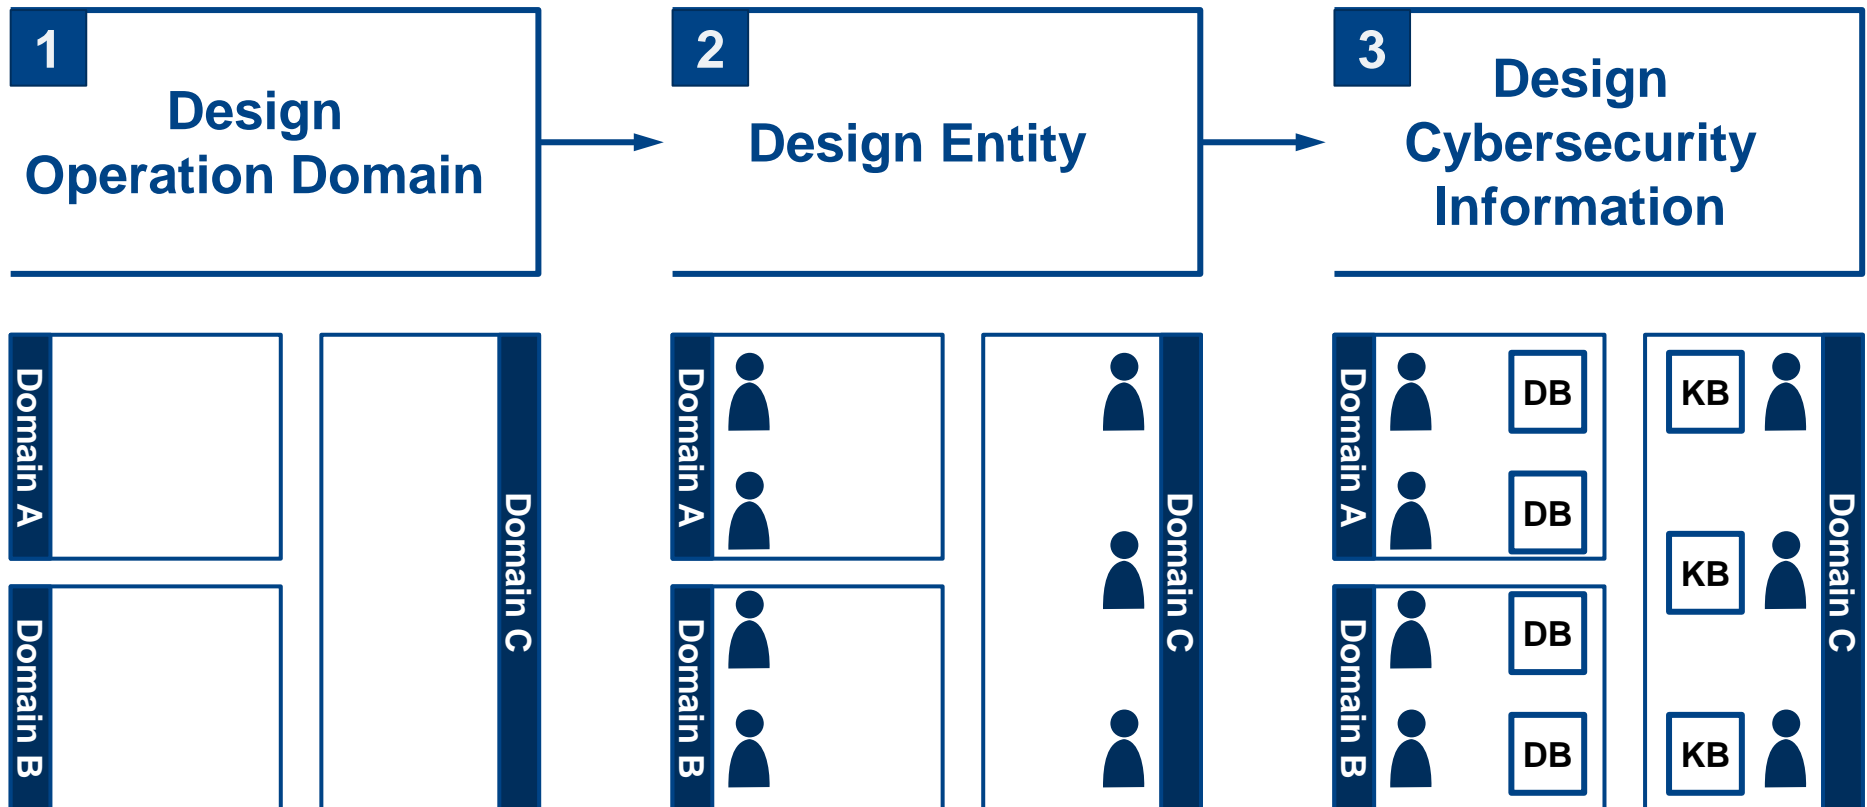 1
Design
Operation Domain
2
Design Entity
3
Design
Cybersecurity
Information
Domain A
Domain B
Domain C
Domain A
Domain B
Domain C
Domain A
DB
DB
Domain B
DB
DB
KB
KB
KB
Domain C